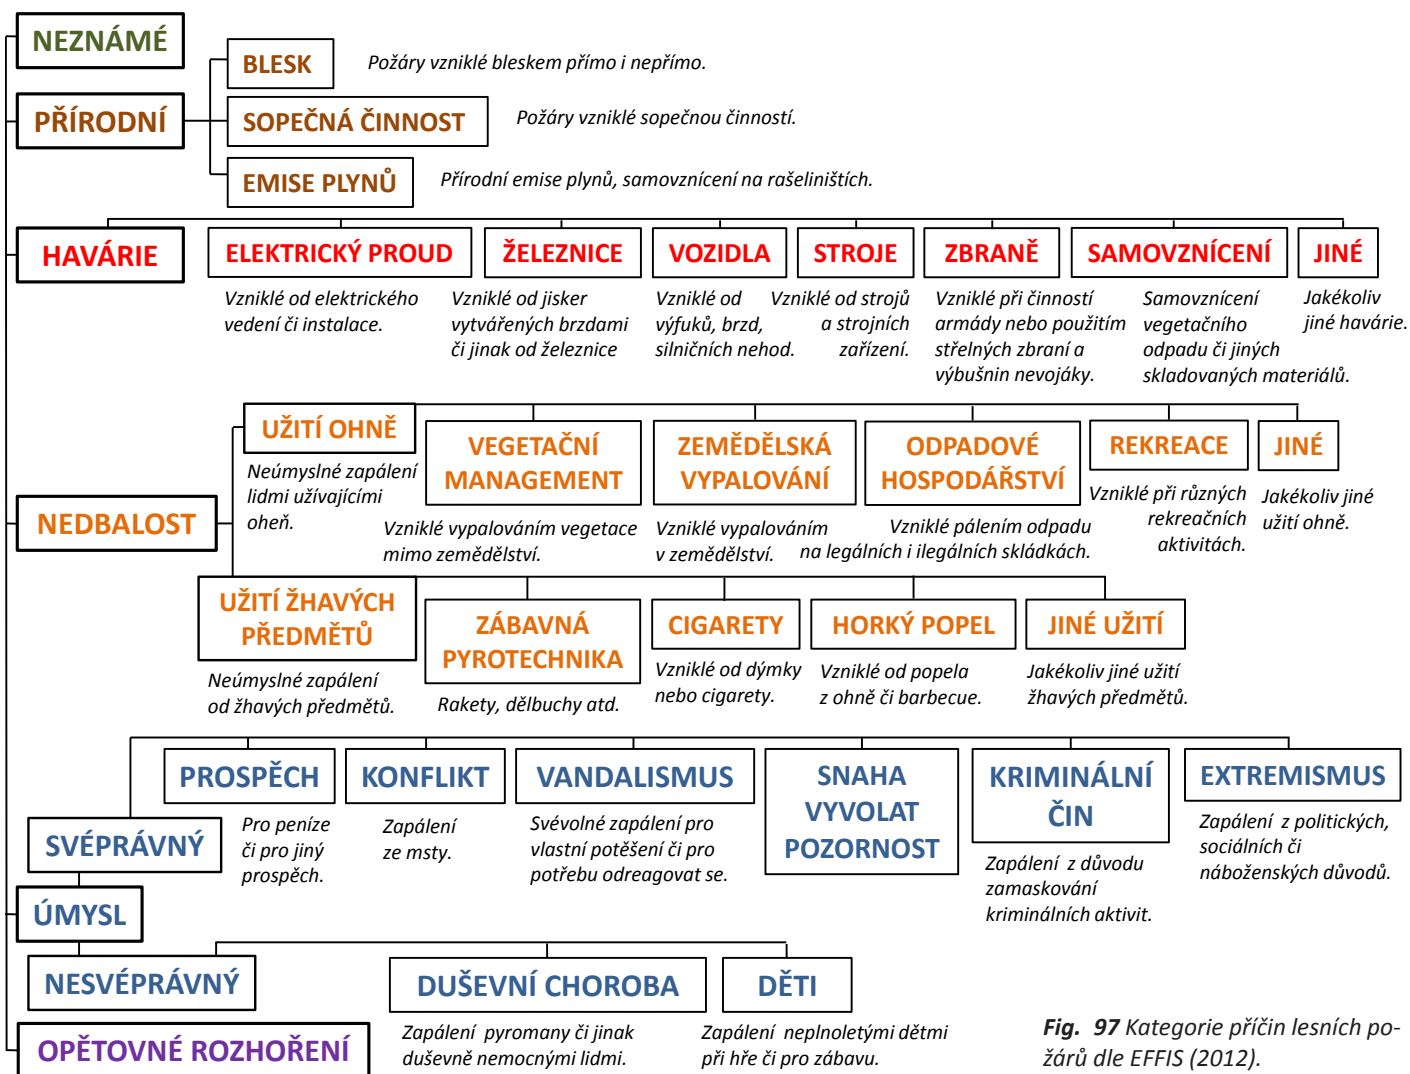 NEZNÁMÉ
BLESK
Požáry vzniklé bleskem přímo i nepřímo.
PŘÍRODNÍ
SOPEČNÁ ČINNOST
Požáry vzniklé sopečnou činností.
EMISE PLYNŮ
Přírodní emise plynů, samovznícení na rašeliništích.
HAVÁRIE
ELEKTRICKÝ PROUD
Vzniklé od elektrického
vedení či instalace.
ŽELEZNICE
Vzniklé od jisker
vytvářených brzdami
či jinak od železnice
VOZIDLA
Vzniklé od
výfuků, brzd,
silničních nehod.
STROJE
Vzniklé od strojů
a strojních
zařízení.
ZBRANĚ
Vzniklé při činností
armády nebo použitím
střelných zbraní a
výbušnin nevojáky.
SAMOVZNÍCENÍ
Samovznícení
vegetačního
odpadu či jiných
skladovaných materiálů.
JINÉ
Jakékoliv
jiné havárie.
NEDBALOST
UŽITÍ OHNĚ
Neúmyslné zapálení
lidmi užívajícími
oheň.
VEGETAČNÍ
MANAGEMENT
Vzniklé vypalováním vegetace
mimo zemědělství.
ZEMĚDĚLSKÁ
VYPALOVÁNÍ
Vzniklé vypalováním
v zemědělství.
ODPADOVÉ
HOSPODÁŘSTVÍ
Vzniklé pálením odpadu
na legálních i ilegálních skládkách.
REKREACE
Vzniklé při různých
rekreačních
aktivitách.
JINÉ
Jakékoliv jiné
užití ohně.
UŽITÍ ŽHAVÝCH
PŘEDMĚTŮ
Neúmyslné zapálení
od žhavých předmětů.
ZÁBAVNÁ
PYROTECHNIKA
Rakety, dělbuchy atd.
CIGARETY
Vzniklé od dýmky
nebo cigarety.
HORKÝ POPEL
Vzniklé od popela
z ohně či barbecue.
JINÉ UŽITÍ
Jakékoliv jiné užití
žhavých předmětů.
SVÉPRÁVNÝ
PROSPĚCH
Pro peníze
či pro jiný
prospěch.
KONFLIKT
Zapálení
ze msty.
VANDALISMUS
Svévolné zapálení pro
vlastní potěšení či pro
potřebu odreagovat se.
SNAHA
VYVOLAT
POZORNOST
KRIMINÁLNÍ
ČIN
Zapálení z důvodu
zamaskování
kriminálních aktivit.
EXTREMISMUS
Zapálení z politických,
sociálních či
náboženských důvodů.
ÚMYSL
NESVÉPRÁVNÝ
DUŠEVNÍ CHOROBA
Zapálení pyromany či jinak
duševně nemocnými lidmi.
DĚTI
Zapálení neplnoletými dětmi
při hře či pro zábavu.
OPĚTOVNÉ ROZHOŘENÍ
Fig. 97 Kategorie příčin lesních po-
žárů dle EFFIS (2012).